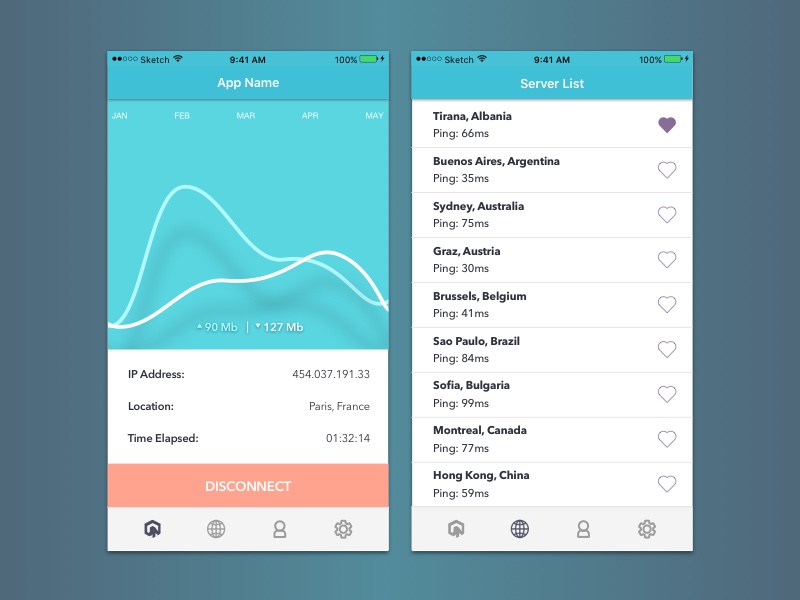 Sketch 9:41 AM 100%
App Name
JAN FEB MAR APR MAY
90 Mb | 127 Mb
IP Address: 454.037.191.33
Location: Paris, France
Time Elapsed: 01:32:14
DISCONNECT
Sketch 9:41 AM 100%
Server List
Tirana, Albania
Ping: 66ms
Buenos Aires, Argentina
Ping: 35ms
Sydney, Australia
Ping: 75ms
Graz, Austria
Ping: 30ms
Brussels, Belgium
Ping: 41ms
Sao Paulo, Brazil
Ping: 84ms
Sofia, Bulgaria
Ping: 99ms
Montreal, Canada
Ping: 77ms
Hong Kong, China
Ping: 59ms